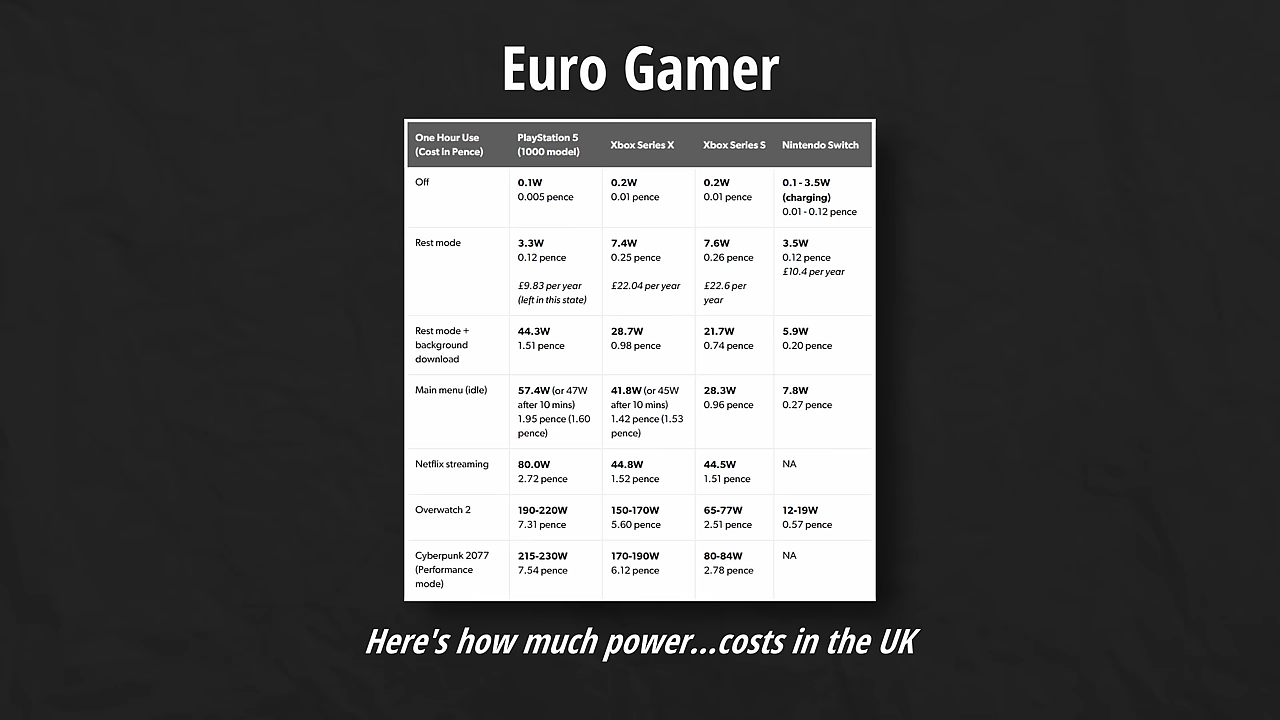 Euro Gamer
One Hour Use
(Cost in Pence)
PlayStation 5
(1000 model)
Xbox Series X
Xbox Series S
Nintendo Switch
Off
0.1W
0.005 pence
0.2W
0.01 pence
0.2W
0.01 pence
0.1 - 3.5W
(charging)
0.01 - 0.12 pence
Rest mode
3.3W
0.12 pence
£9.83 per year
(left in this state)
7.4W
0.25 pence
£22.04 per year
7.6W
0.26 pence
£22.6 per
year
3.5W
0.12 pence
£10.4 per year
Rest mode +
background
download
44.3W
1.51 pence
28.7W
0.98 pence
21.7W
0.74 pence
5.9W
0.20 pence
Main menu (idle)
57.4W (or 47W
after 10 mins)
1.95 pence (1.60
pence)
41.8W (or 45W
after 10 mins)
1.42 pence (1.53
pence)
28.3W
0.96 pence
7.8W
0.27 pence
Netflix streaming
80.0W
2.72 pence
44.8W
1.52 pence
44.5W
1.51 pence
NA
Overwatch 2
190-220W
7.31 pence
150-170W
5.60 pence
65-77W
2.51 pence
12-19W
0.57 pence
Cyberpunk 2077
(Performance
mode)
215-230W
7.54 pence
170-190W
6.12 pence
80-84W
2.78 pence
NA
Here's how much power...costs in the UK